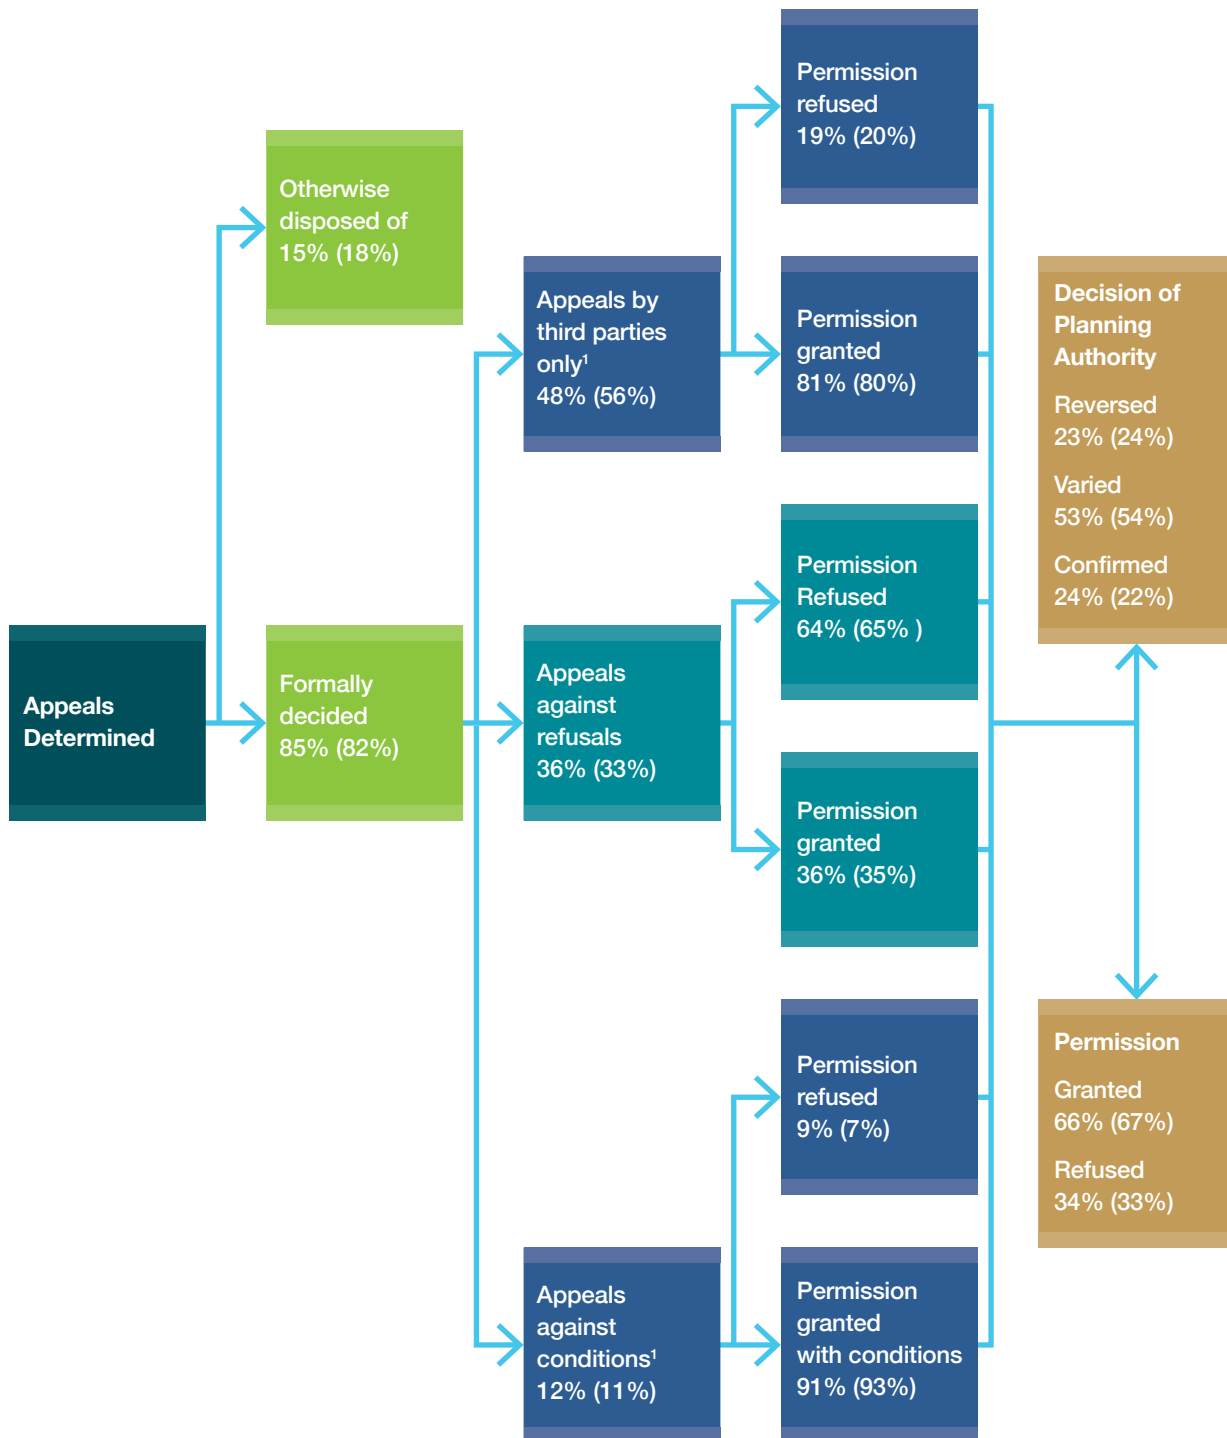 Appeals
Determined
Otherwise
disposed of
15% (18%)
Formally
decided
85% (82%)
Appeals by
third parties
only¹
48% (56%)
Appeals
against
refusals
36% (33%)
Appeals
against
conditions¹
12% (11%)
Permission
refused
19% (20%)
Permission
granted
81% (80%)
Permission
Refused
64% (65% )
Permission
granted
36% (35%)
Permission
refused
9% (7%)
Permission
granted
with conditions
91% (93%)
Decision of
Planning
Authority
Reversed
23% (24%)
Varied
53% (54%)
Confirmed
24% (22%)
Permission
Granted
66% (67%)
Refused
34% (33%)